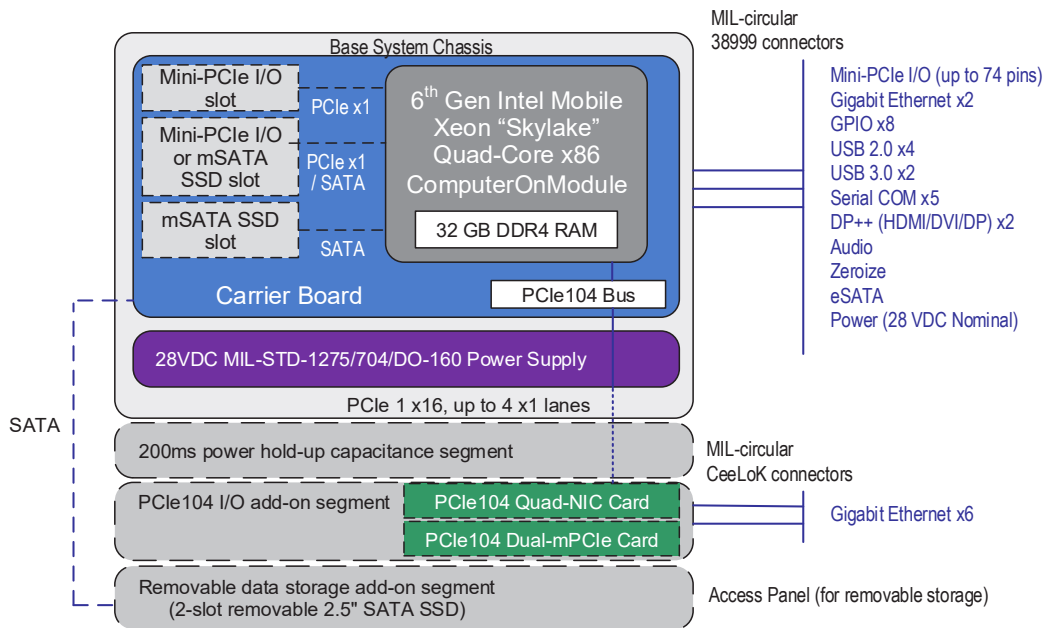 MIL-circular
38999 connectors
Base System Chassis
Mini-PCIe I/O
slot
PCIe x1
Mini-PCIe I/O
or mSATA
SSD slot
PCIe x1
/ SATA
mSATA SSD
slot
SATA
6th Gen Intel Mobile
Xeon “Skylake”
Quad-Core x86
ComputerOnModule
32 GB DDR4 RAM
Carrier Board
PCIe104 Bus
Mini-PCIe I/O (up to 74 pins)
Gigabit Ethernet x2
GPIO x8
USB 2.0 x4
USB 3.0 x2
Serial COM x5
DP++ (HDMI/DVI/DP) x2
Audio
Zeroize
eSATA
Power (28 VDC Nominal)
28VDC MIL-STD-1275/704/DO-160 Power Supply
PCIe 1 x16, up to 4 x1 lanes
SATA
200ms power hold-up capacitance segment
MIL-circular
CeeLoK connectors
PCIe104 I/O add-on segment
PCIe104 Quad-NIC Card
PCIe104 Dual-mPCIe Card
Gigabit Ethernet x6
Removable data storage add-on segment
(2-slot removable 2.5" SATA SSD)
Access Panel (for removable storage)